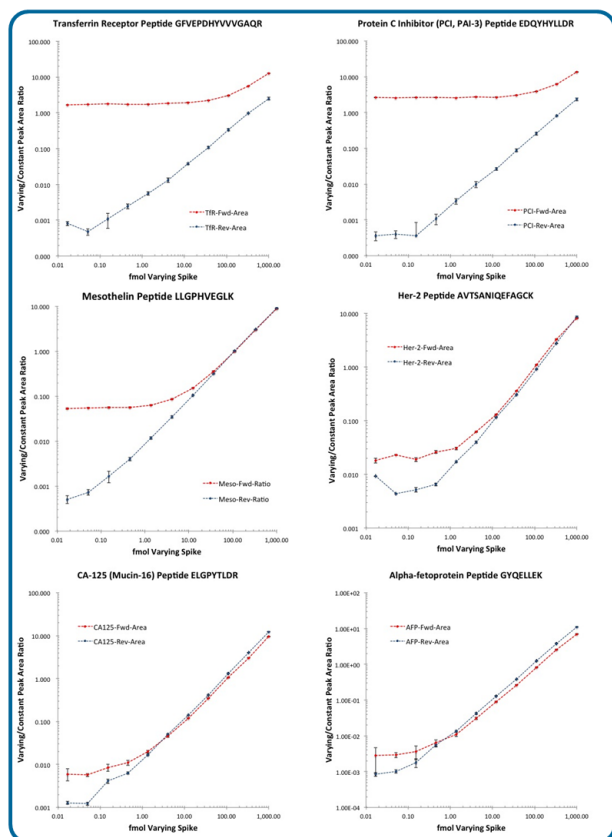 Transferrin Receptor Peptide GFVEPDHYVVVGAQR
Varying/Constant Peak Area Ratio
100.000
10.000
1.000
0.100
0.010
0.001
0.000
TfR-Fwd-Area
TfR-Rev-Area
0.01 0.10 1.00 10.00 100.00 1,000.00
fmol Varying Spike
Protein C Inhibitor (PCI, PAI-3) Peptide EDQYHYLLDR
Varying/Constant Peak Area Ratio
100.000
10.000
1.000
0.100
0.010
0.001
0.000
PCI-Fwd-Area
PCI-Rev-Area
0.01 0.10 1.00 10.00 100.00 1,000.00
fmol Varying Spike
Mesothelin Peptide LLGPHVEGLK
Varying/Constant Peak Area Ratio
10.000
1.000
0.100
0.010
0.001
0.000
Meso-Fwd-Ratio
Meso-Rev-Ratio
0.01 0.10 1.00 10.00 100.00 1,000.00
fmol Varying Spike
Her-2 Peptide AVTSANIQEFAGCK
Varying/Constant Peak Area Ratio
10.000
1.000
0.100
0.010
0.001
Her-2-Fwd-Area
Her-2-Rev-Area
0.01 0.10 1.00 10.00 100.00 1,000.00
fmol Varying Spike
CA-125 (Mucin-16) Peptide ELGPYTLDR
Varying/Constant Peak Area Ratio
100.000
10.000
1.000
0.100
0.010
0.001
CA125-Fwd-Area
CA125-Rev-Area
0.01 0.10 1.00 10.00 100.00 1,000.00
fmol Varying Spike
Alpha-fetoprotein Peptide GYQELLEK
Varying/Constant Peak Area Ratio
1.00E+02
1.00E+01
1.00E+00
1.00E-01
1.00E-02
1.00E-03
1.00E-04
AFP-Fwd-Area
AFP-Rev-Area
0.01 0.10 1.00 10.00 100.00 1,000.00
fmol Varying Spike